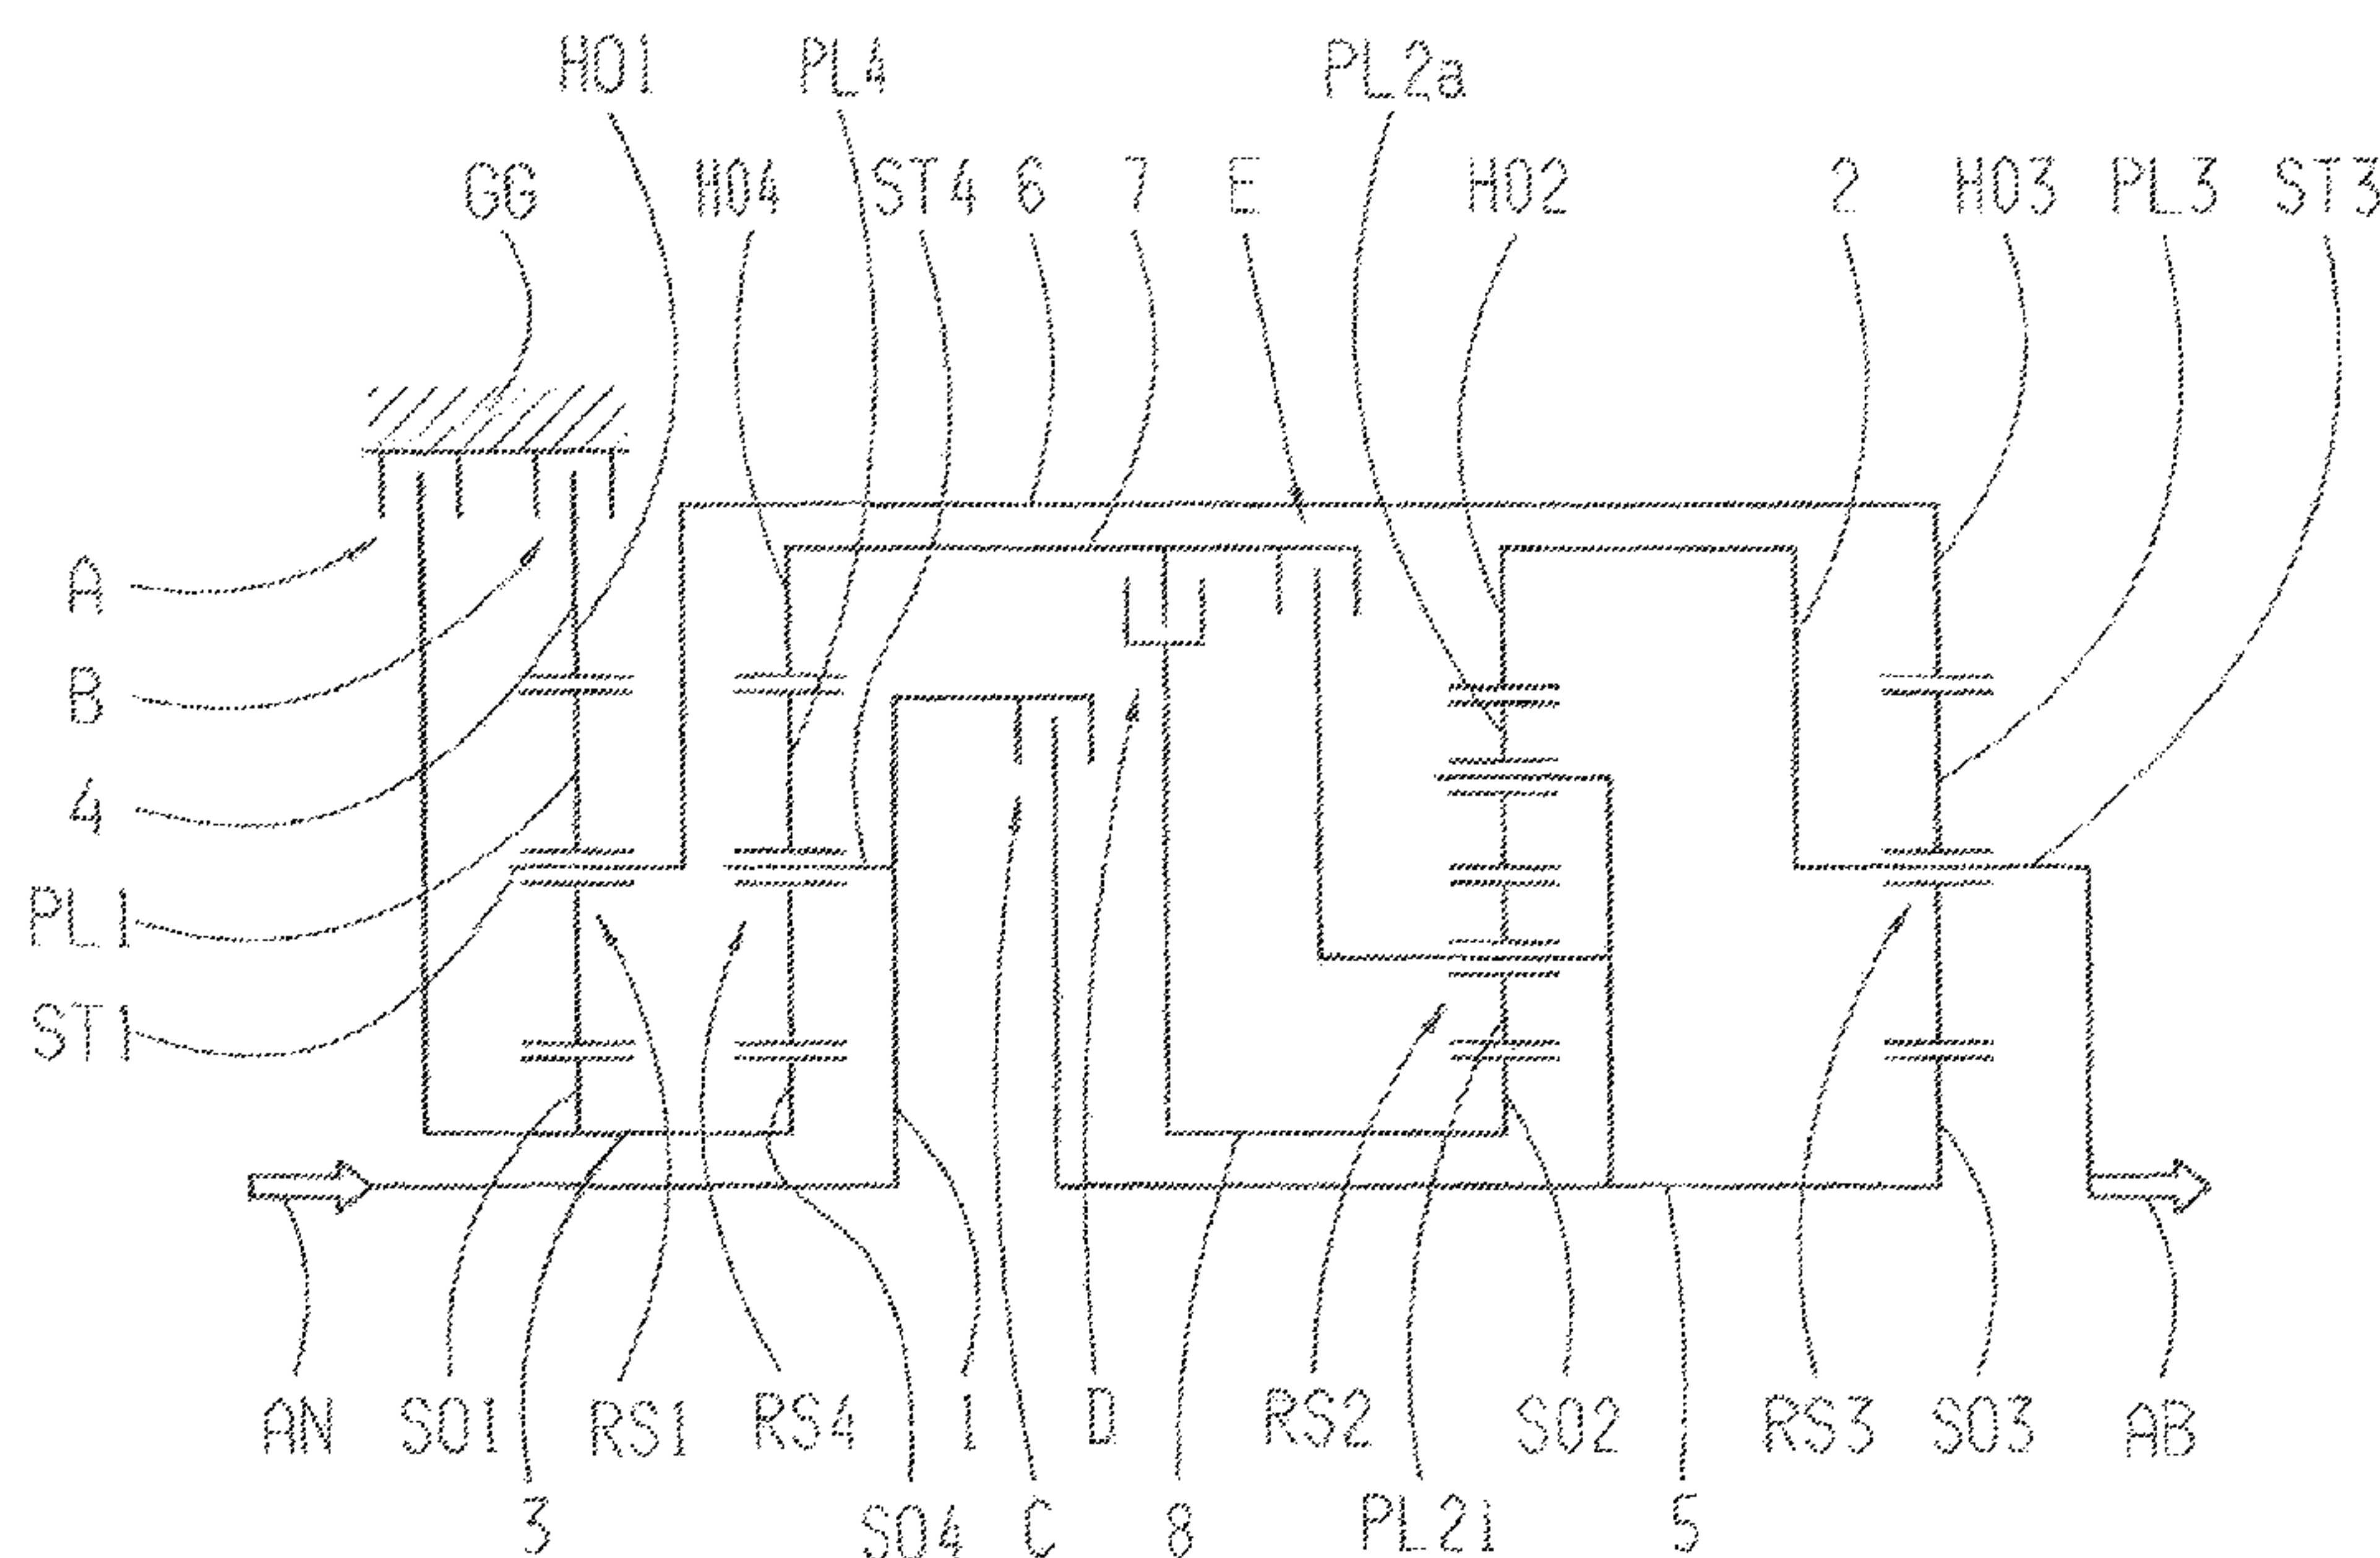 HO1 PL4 PL2a
GG HO4 ST4 6 7 E HO2 2 HO3 PL3 ST3
A
B
4
PL1
ST1
AN SO1 RS1 RS4 1 D RS2 SO2 RS3 SO3 AB
3 SO4 C 8 PL2i 5